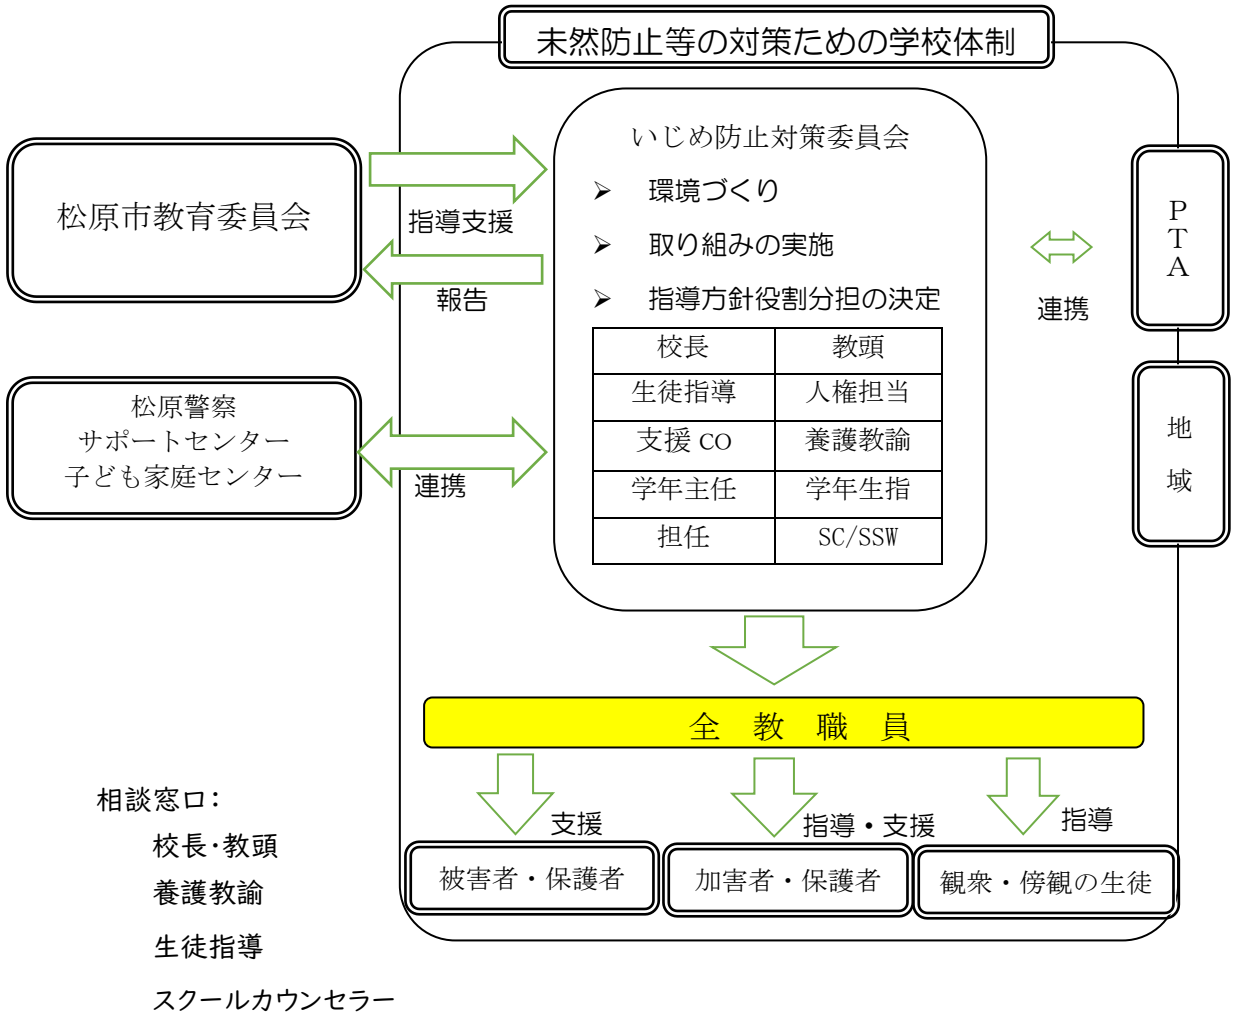 未然防止等の対策ための学校体制
いじめ防止対策委員会
➢ 環境づくり
➢ 取り組みの実施
➢ 指導方針役割分担の決定
校長 教頭
生徒指導 人権担当
支援 CO 養護教諭
学年主任 学年生指
担任 SC/SSW
松原市教育委員会
指導支援
報告
松原警察
サポートセンター
子ども家庭センター
連携
連携
P
T
A
地
域
全 教 職 員
支援
指導・支援
指導
被害者・保護者
加害者・保護者
観衆・傍観の生徒
相談窓口:
校長・教頭
養護教諭
生徒指導
スクールカウンセラー